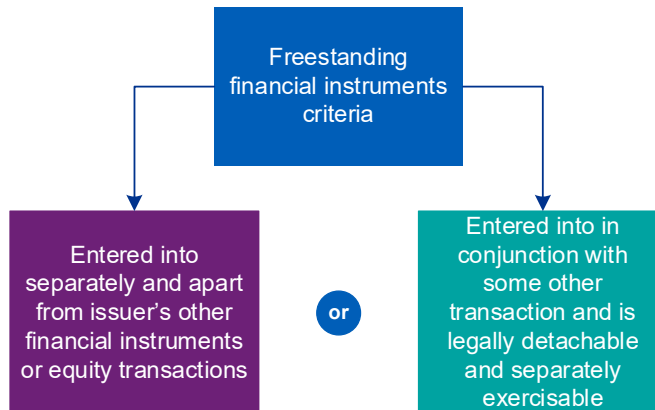 Freestanding
financial instruments
criteria
Entered into
separately and apart
from issuer’s other
financial instruments
or equity transactions
or
Entered into in
conjunction with
some other
transaction and is
legally detachable
and separately
exercisable